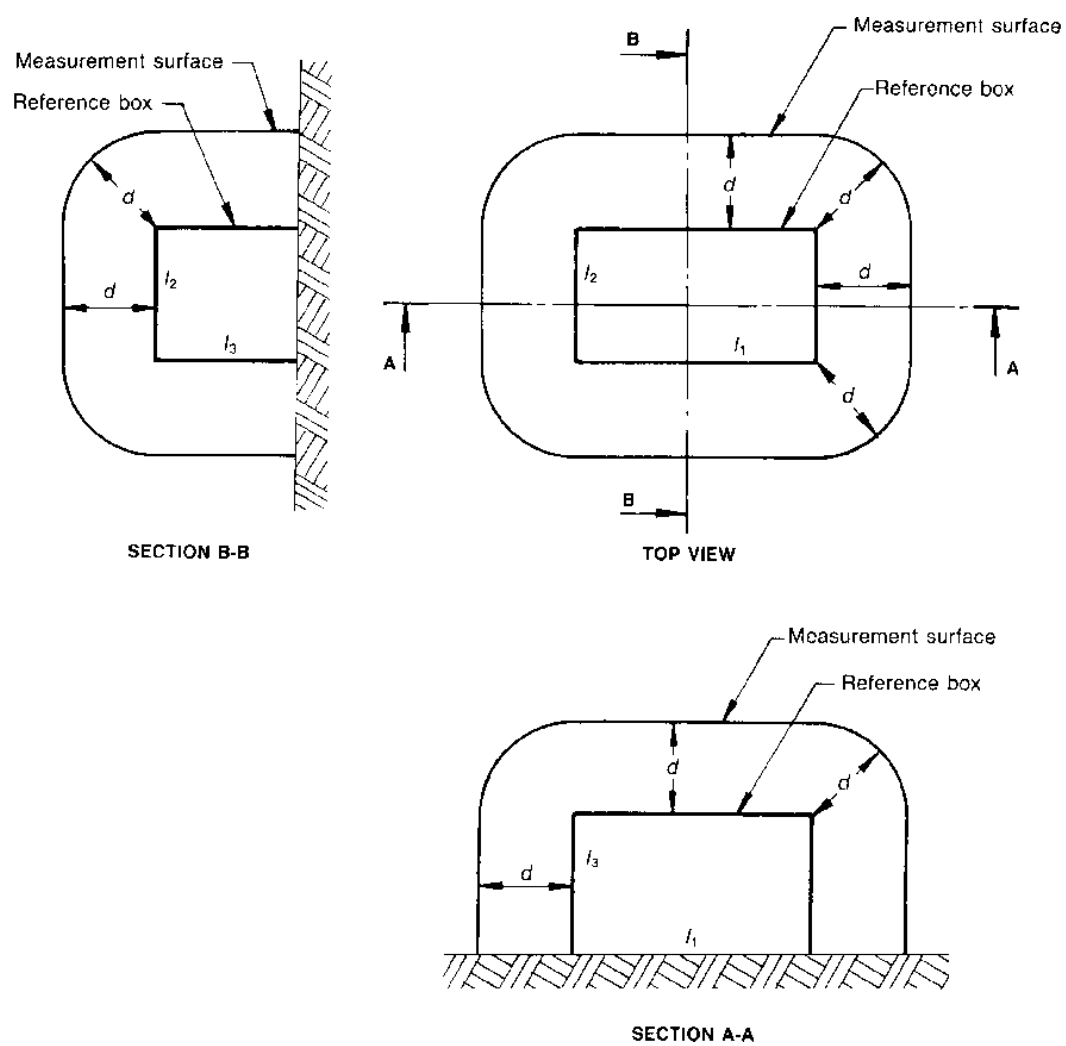 Measurement surface
Reference box
d
d
l2
l3
SECTION B-B
B
Measurement surface
Reference box
d
d
l2
d
A
l1
A
d
B
TOP VIEW
Measurement surface
Reference box
d
d
l3
d
l1
SECTION A-A